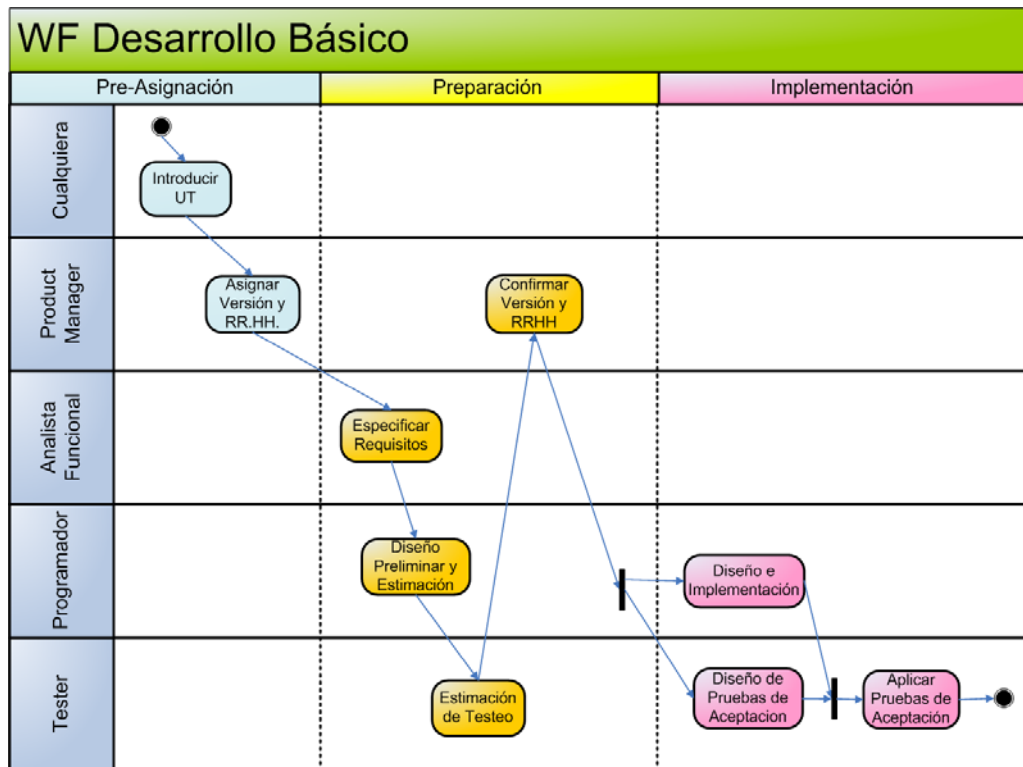 WF Desarrollo Básico
Pre-Asignación
Preparación
Implementación
Cualquiera
Introducir
UT
Product
Manager
Asignar
Versión y
RR.HH.
Confirmar
Versión y
RRHH
Analista
Funcional
Especificar
Requisitos
Programador
Diseño
Preliminar y
Estimación
Diseño e
Implementación
Tester
Estimación
de Testeo
Diseño de
Pruebas de
Aceptacion
Aplicar
Pruebas de
Aceptación